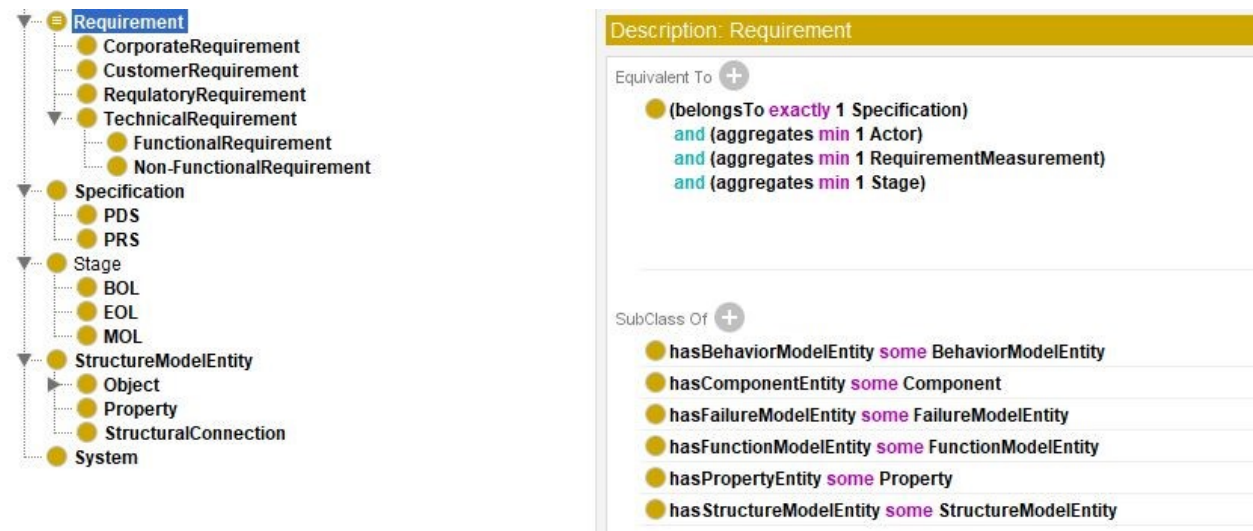 Requirement
CorporateRequirement
CustomerRequirement
RequlatoryRequirement
TechnicalRequirement
FunctionalRequirement
Non-FunctionalRequirement
Specification
PDS
PRS
Stage
BOL
EOL
MOL
StructureModelEntity
Object
Property
StructuralConnection
System
Description: Requirement
Equivalent To
(belongsTo exactly 1 Specification)
and (aggregates min 1 Actor)
and (aggregates min 1 RequirementMeasurement)
and (aggregates min 1 Stage)
SubClass Of
hasBehaviorModelEntity some BehaviorModelEntity
hasComponentEntity some Component
hasFailureModelEntity some FailureModelEntity
hasFunctionModelEntity some FunctionModelEntity
hasPropertyEntity some Property
hasStructureModelEntity some StructureModelEntity